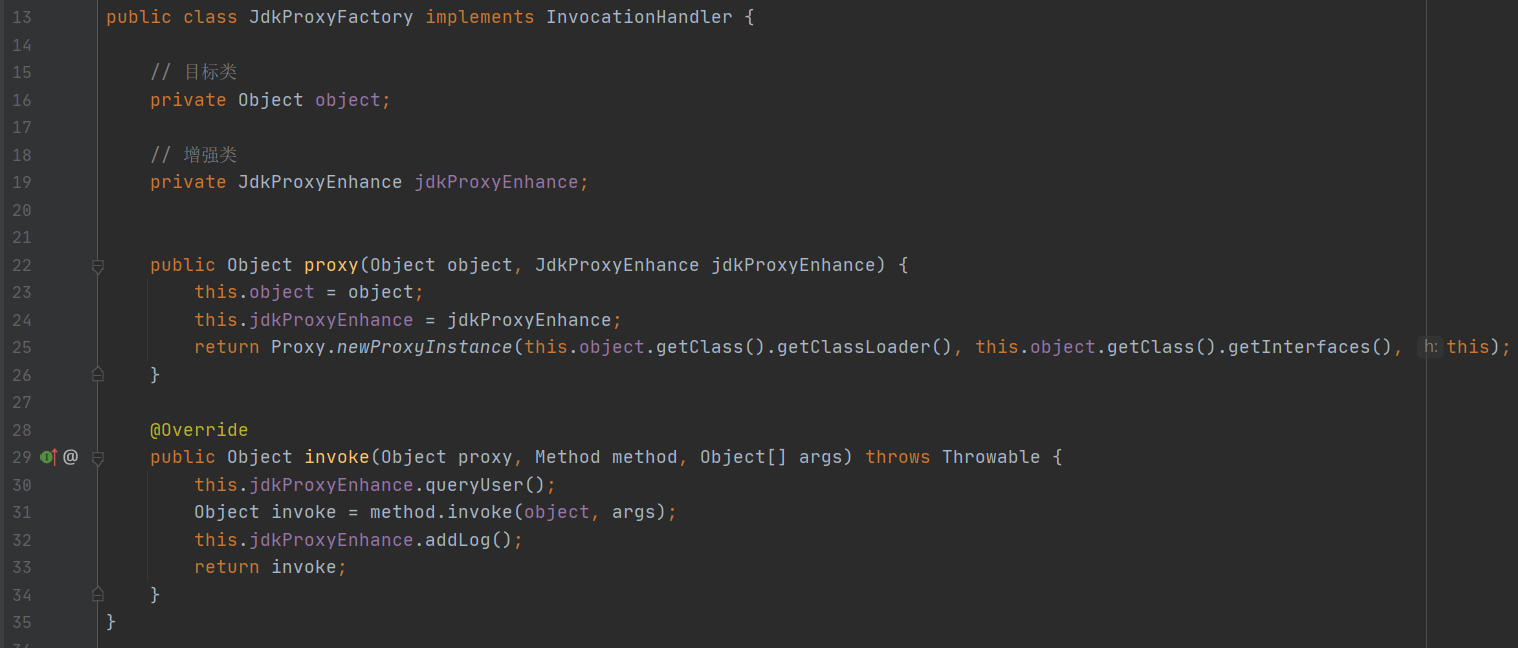 13 public class JdkProxyFactory implements InvocationHandler {
14
15 // 目标类
16 private Object object;
17
18 // 增强类
19 private JdkProxyEnhance jdkProxyEnhance;
20
21
22 public Object proxy(Object object, JdkProxyEnhance jdkProxyEnhance) {
23 this.object = object;
24 this.jdkProxyEnhance = jdkProxyEnhance;
25 return Proxy.newProxyInstance(this.object.getClass().getClassLoader(), this.object.getClass().getInterfaces(), h: this);
26 }
27
28 @Override
29 @ public Object invoke(Object proxy, Method method, Object[] args) throws Throwable {
30 this.jdkProxyEnhance.queryUser();
31 Object invoke = method.invoke(object, args);
32 this.jdkProxyEnhance.addLog();
33 return invoke;
34 }
35 }